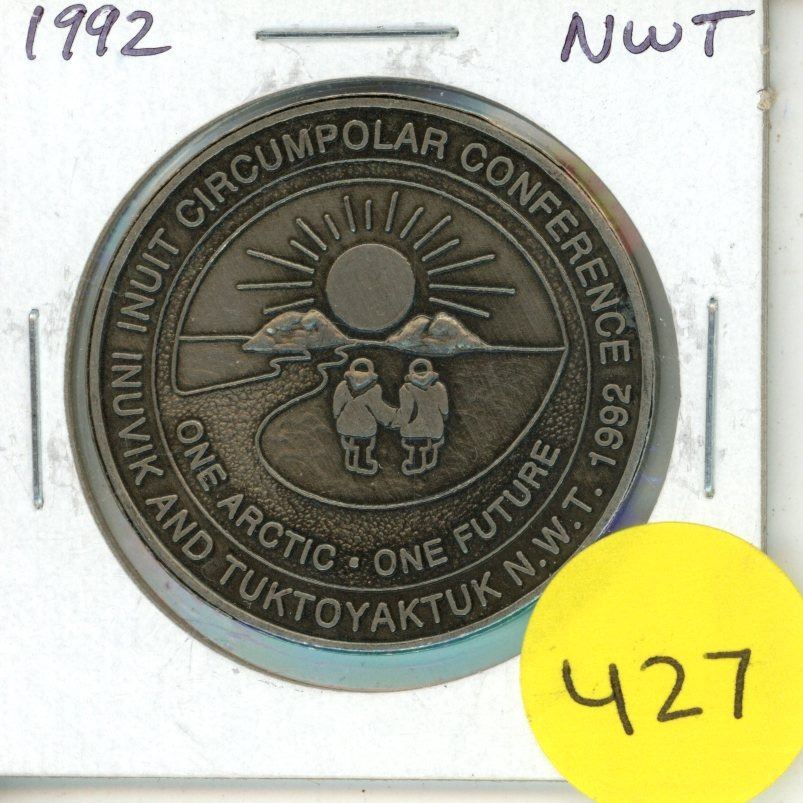 1992 NWT
INUIT CIRCUMPOLAR CONFERENCE 1992
INUVIK AND TUKTOYAKTUK N.W.T.
ONE ARCTIC · ONE FUTURE
427